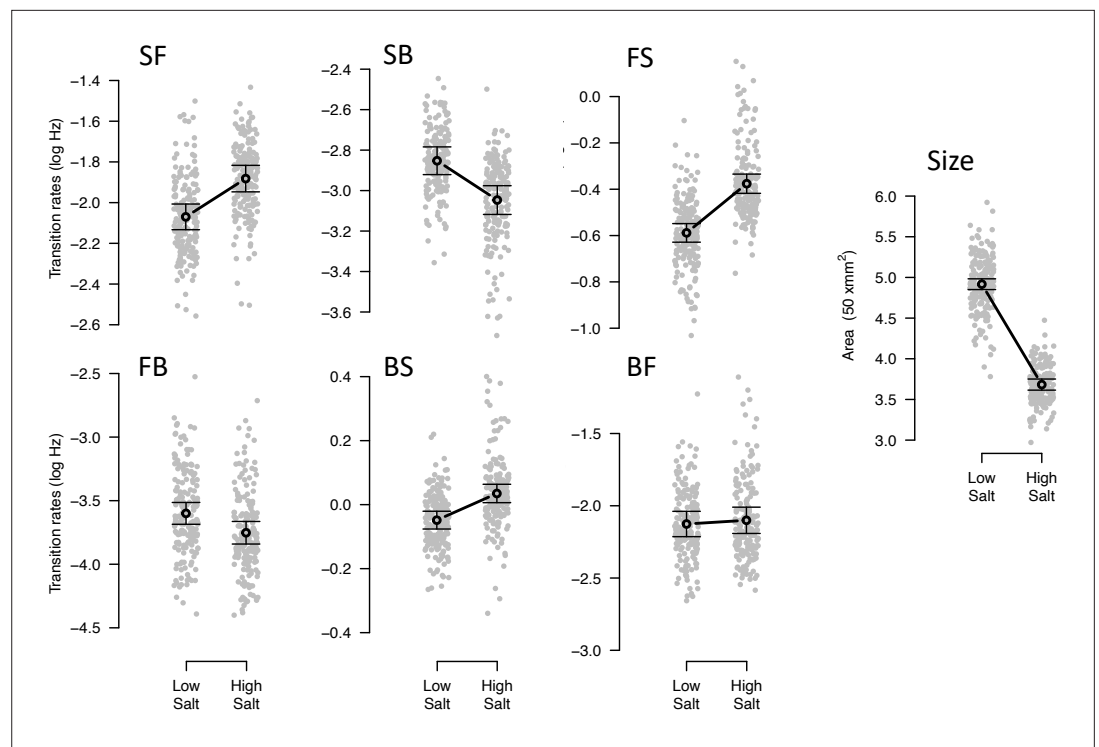 SF
SB
FS
Transition rates (log Hz)
−1.4
−1.6
−1.8
−2.0
−2.2
−2.4
−2.6
−2.4
−2.6
−2.8
−3.0
−3.2
−3.4
−3.6
0.0
−0.2
−0.4
−0.6
−0.8
−1.0
Size
Area (50 xmm²)
6.0
5.5
5.0
4.5
4.0
3.5
3.0
Low
Salt
High
Salt
FB
BS
BF
Transition rates (log Hz)
−2.5
−3.0
−3.5
−4.0
−4.5
0.4
0.2
0.0
−0.2
−0.4
−1.5
−2.0
−2.5
−3.0
Low
Salt
High
Salt
Low
Salt
High
Salt
Low
Salt
High
Salt